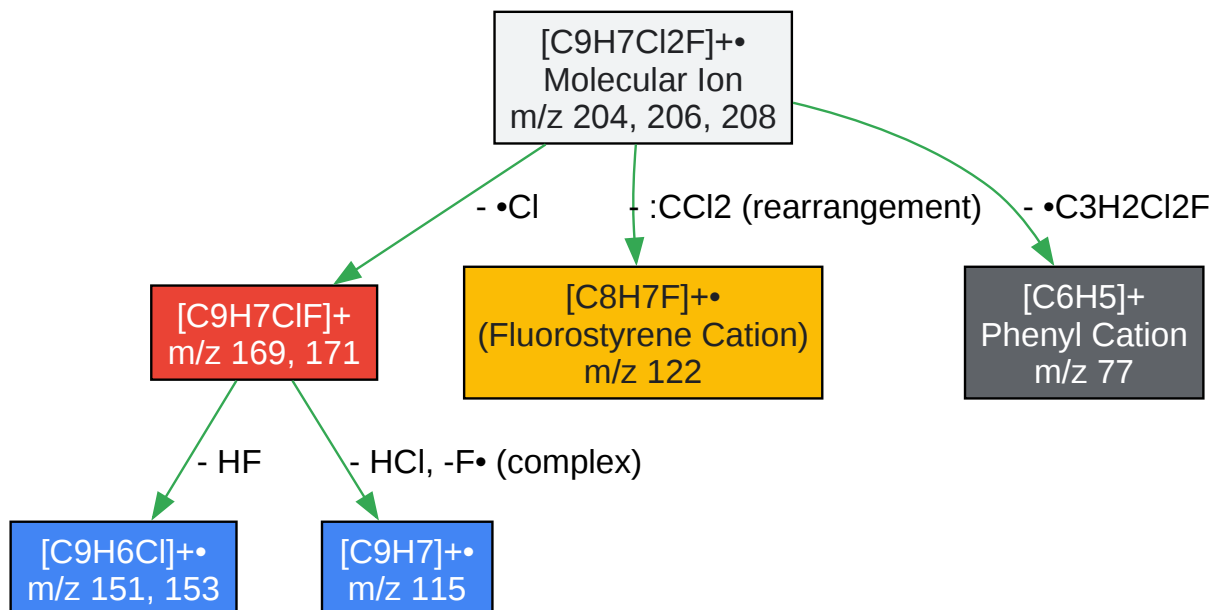 [C9H7Cl2F]+•
Molecular Ion
m/z 204, 206, 208
- •Cl
- :CCl2 (rearrangement)
- •C3H2Cl2F
[C9H7ClF]+
m/z 169, 171
[C8H7F]+•
(Fluorostyrene Cation)
m/z 122
[C6H5]+
Phenyl Cation
m/z 77
- HF
- HCl, -F• (complex)
[C9H6Cl]+•
m/z 151, 153
[C9H7]+•
m/z 115